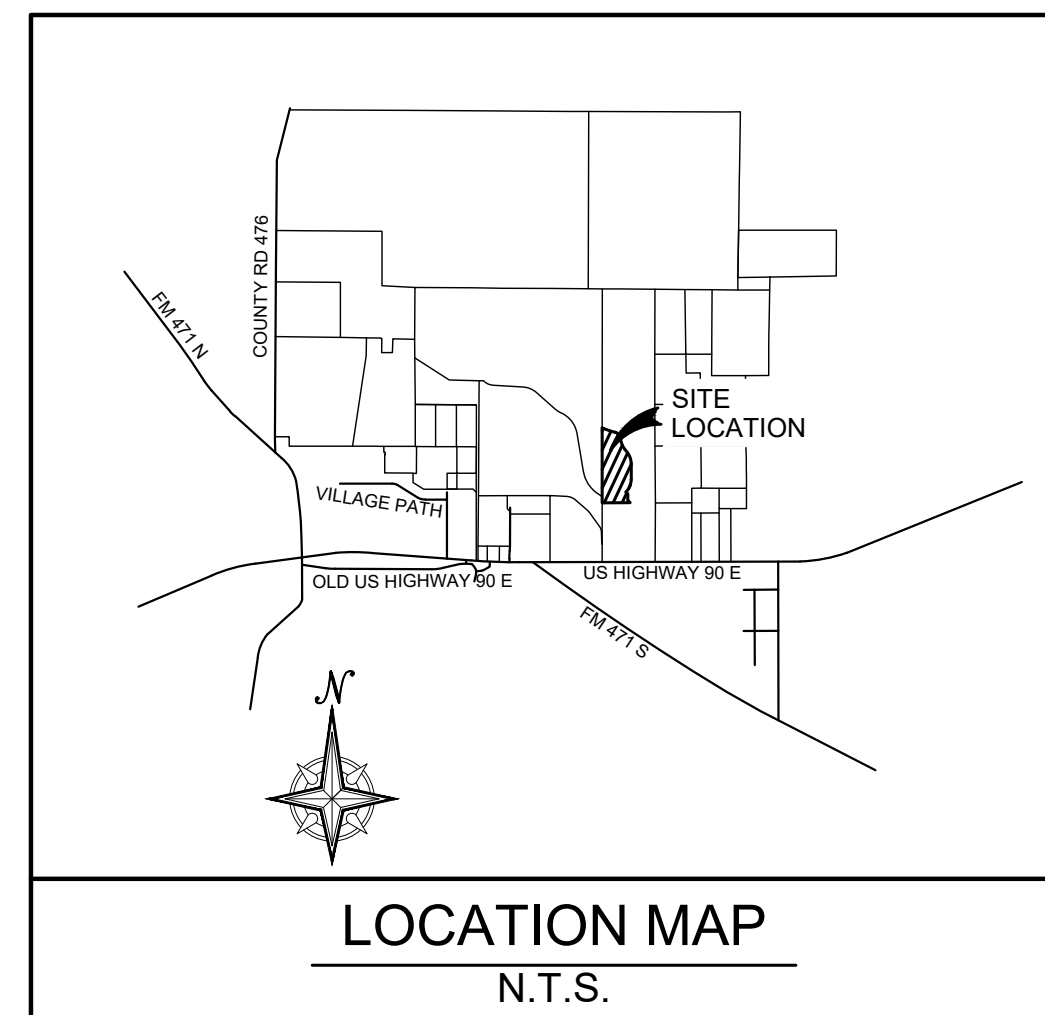 COUNTY RD 476
FM 471 N
SITE
LOCATION
VILLAGE PATH
OLD US HIGHWAY 90 E
US HIGHWAY 90 E
FM 471 S
N
LOCATION MAP
N.T.S.